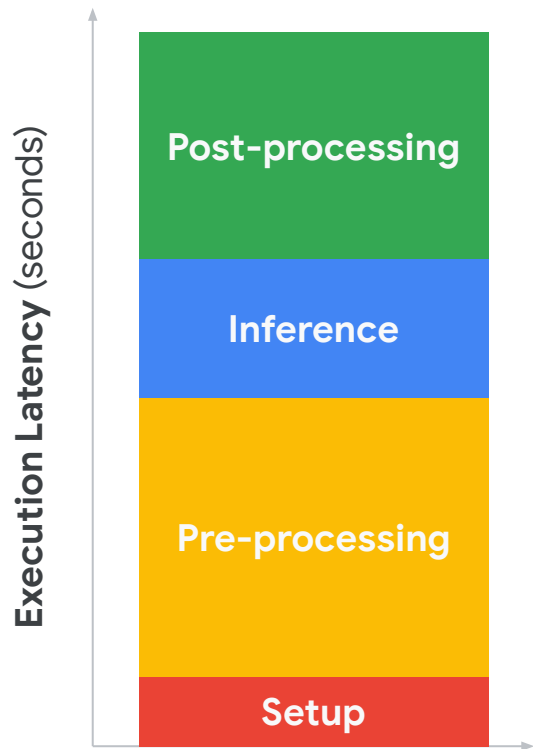 Execution Latency (seconds)
Post-processing
Inference
Pre-processing
Setup